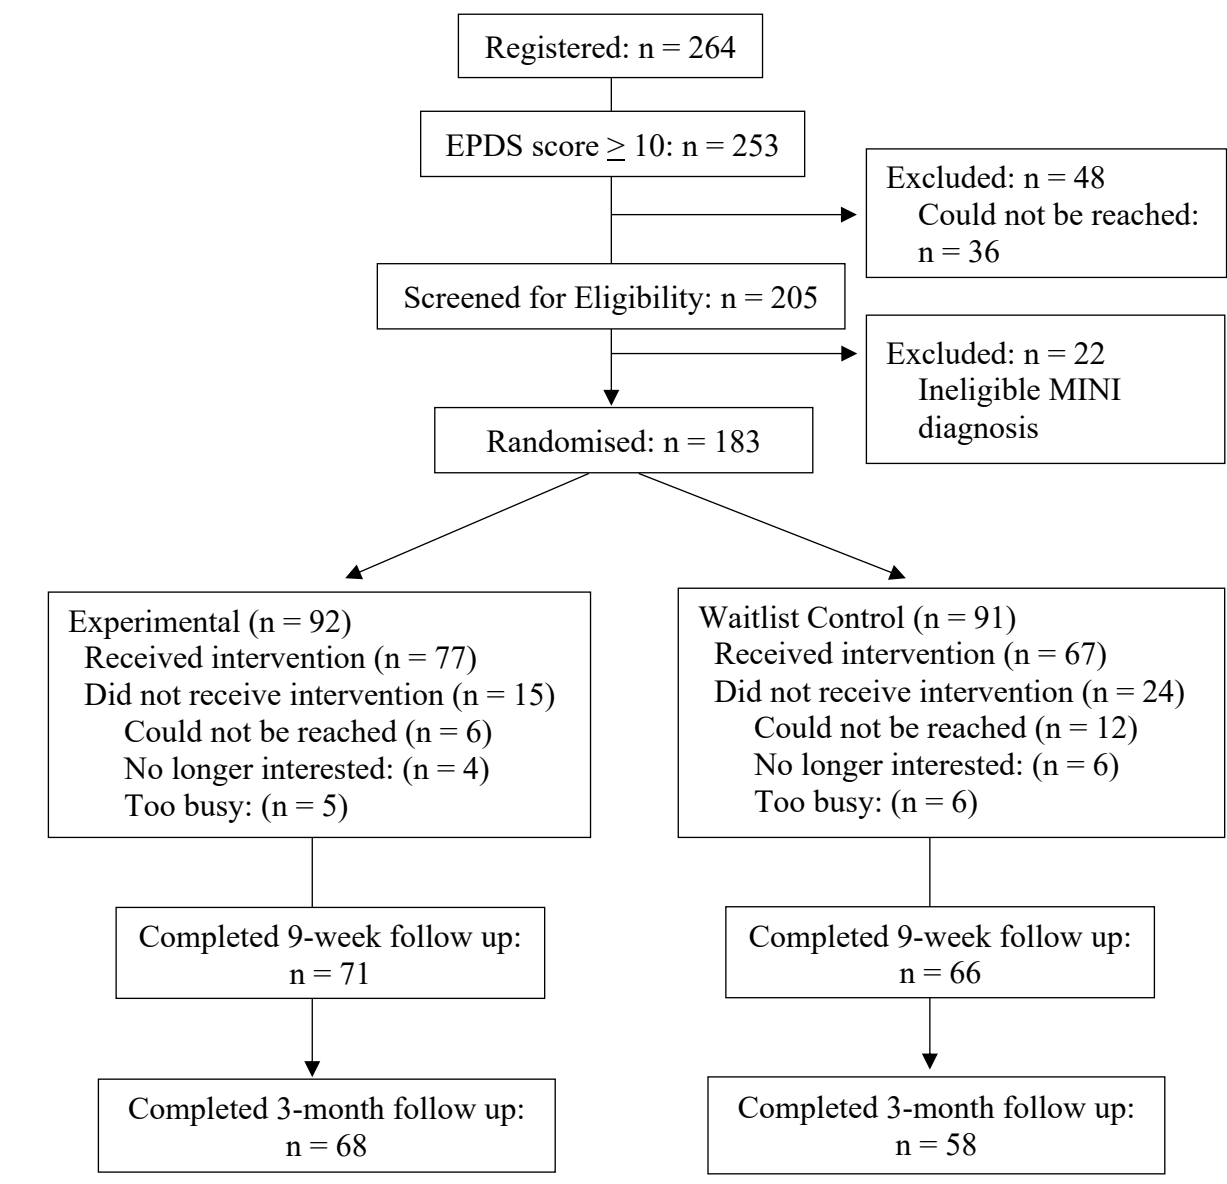 Registered: n = 264
EPDS score ≥ 10: n = 253
Excluded: n = 48
Could not be reached:
n = 36
Screened for Eligibility: n = 205
Excluded: n = 22
Ineligible MINI
diagnosis
Randomised: n = 183
Experimental (n = 92)
Received intervention (n = 77)
Did not receive intervention (n = 15)
Could not be reached (n = 6)
No longer interested: (n = 4)
Too busy: (n = 5)
Waitlist Control (n = 91)
Received intervention (n = 67)
Did not receive intervention (n = 24)
Could not be reached (n = 12)
No longer interested: (n = 6)
Too busy: (n = 6)
Completed 9-week follow up:
n = 71
Completed 9-week follow up:
n = 66
Completed 3-month follow up:
n = 68
Completed 3-month follow up:
n = 58